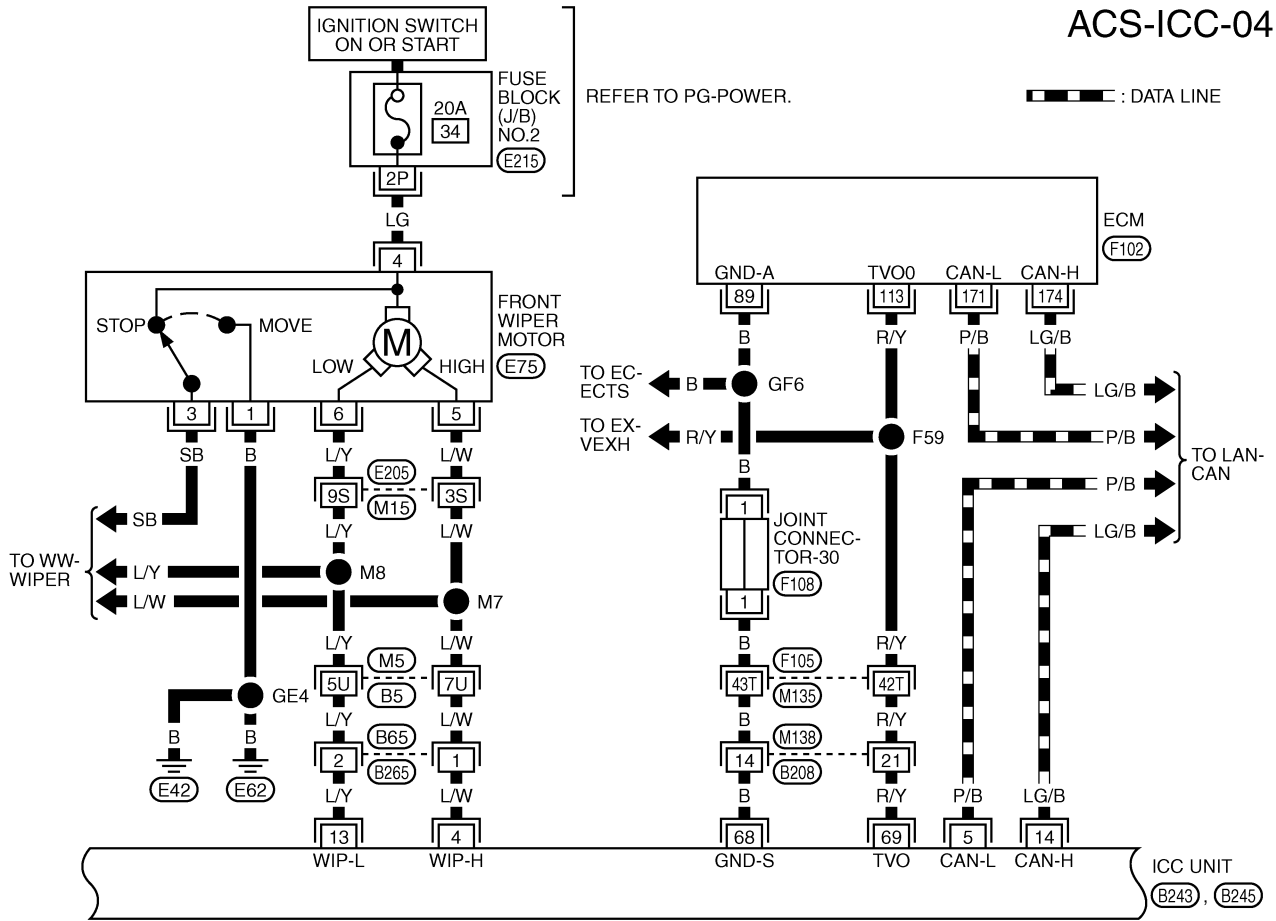 ACS-ICC-04
IGNITION SWITCH
ON OR START
FUSE
BLOCK
(J/B)
NO.2
E215
20A
34
2P
REFER TO PG-POWER.
: DATA LINE
LG
4
ECM
F102
GND-A
TVO0
CAN-L
CAN-H
89
113
171
174
FRONT
WIPER
MOTOR
E75
STOP
MOVE
M
LOW
HIGH
3
1
6
5
B
R/Y
P/B
LG/B
TO EC-
ECTS
B
GF6
LG/B
TO EX-
VEXH
R/Y
F59
P/B
TO LAN-
CAN
P/B
LG/B
SB
B
L/Y
L/W
B
E205
9S
3S
M15
L/Y
L/W
1
JOINT
CONNEC-
TOR-30
F108
1
TO WW-
WIPER
SB
L/Y
M8
L/W
M7
L/Y
L/W
B
R/Y
M5
5U
7U
B5
F105
43T
42T
M135
GE4
L/Y
L/W
B
R/Y
B
B
B65
2
1
B265
M138
14
21
B208
E42
E62
L/Y
L/W
B
R/Y
P/B
LG/B
13
4
68
69
5
14
WIP-L
WIP-H
GND-S
TVO
CAN-L
CAN-H
ICC UNIT
B243 , B245